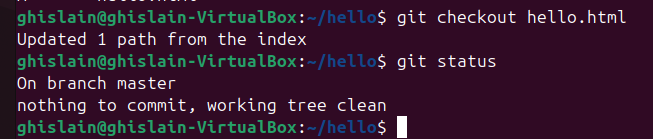 ghislain@ghislain-VirtualBox:~/hello$ git checkout hello.html
Updated 1 path from the index
ghislain@ghislain-VirtualBox:~/hello$ git status
On branch master
nothing to commit, working tree clean
ghislain@ghislain-VirtualBox:~/hello$